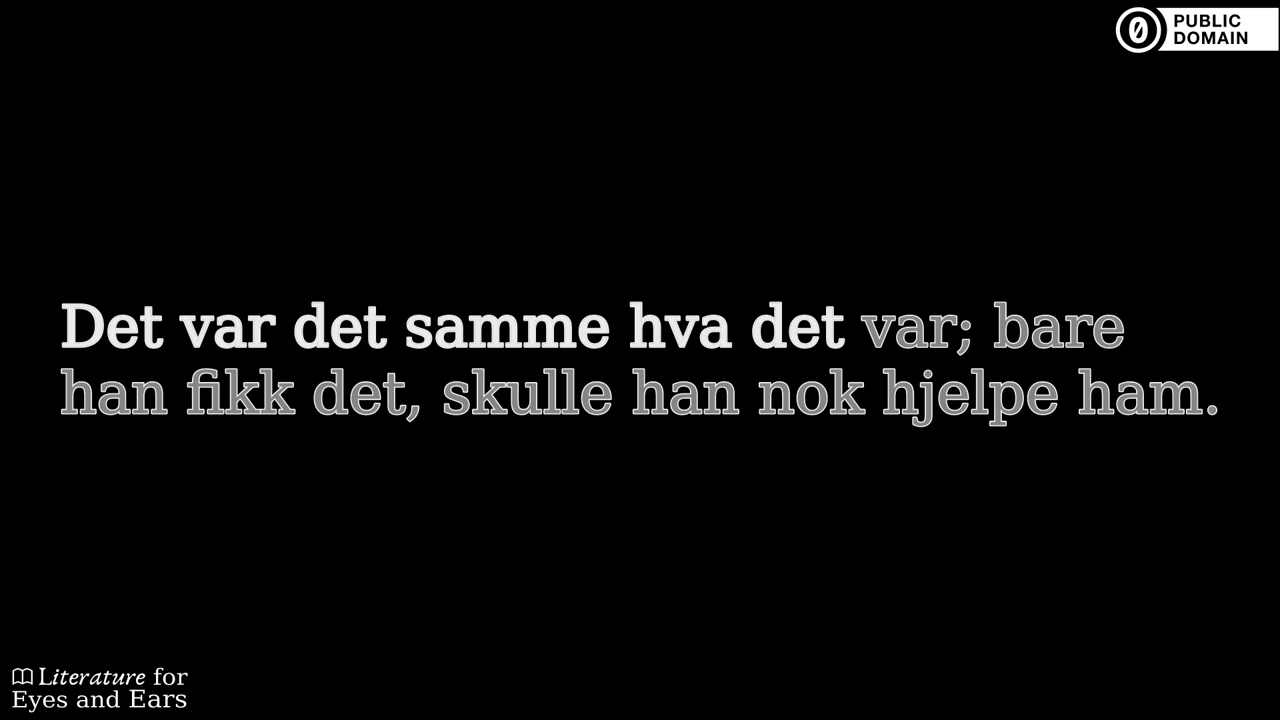 PUBLIC
DOMAIN
Det var det samme hva det var; bare
han fikk det, skulle han nok hjelpe ham.
Literature for
Eyes and Ears